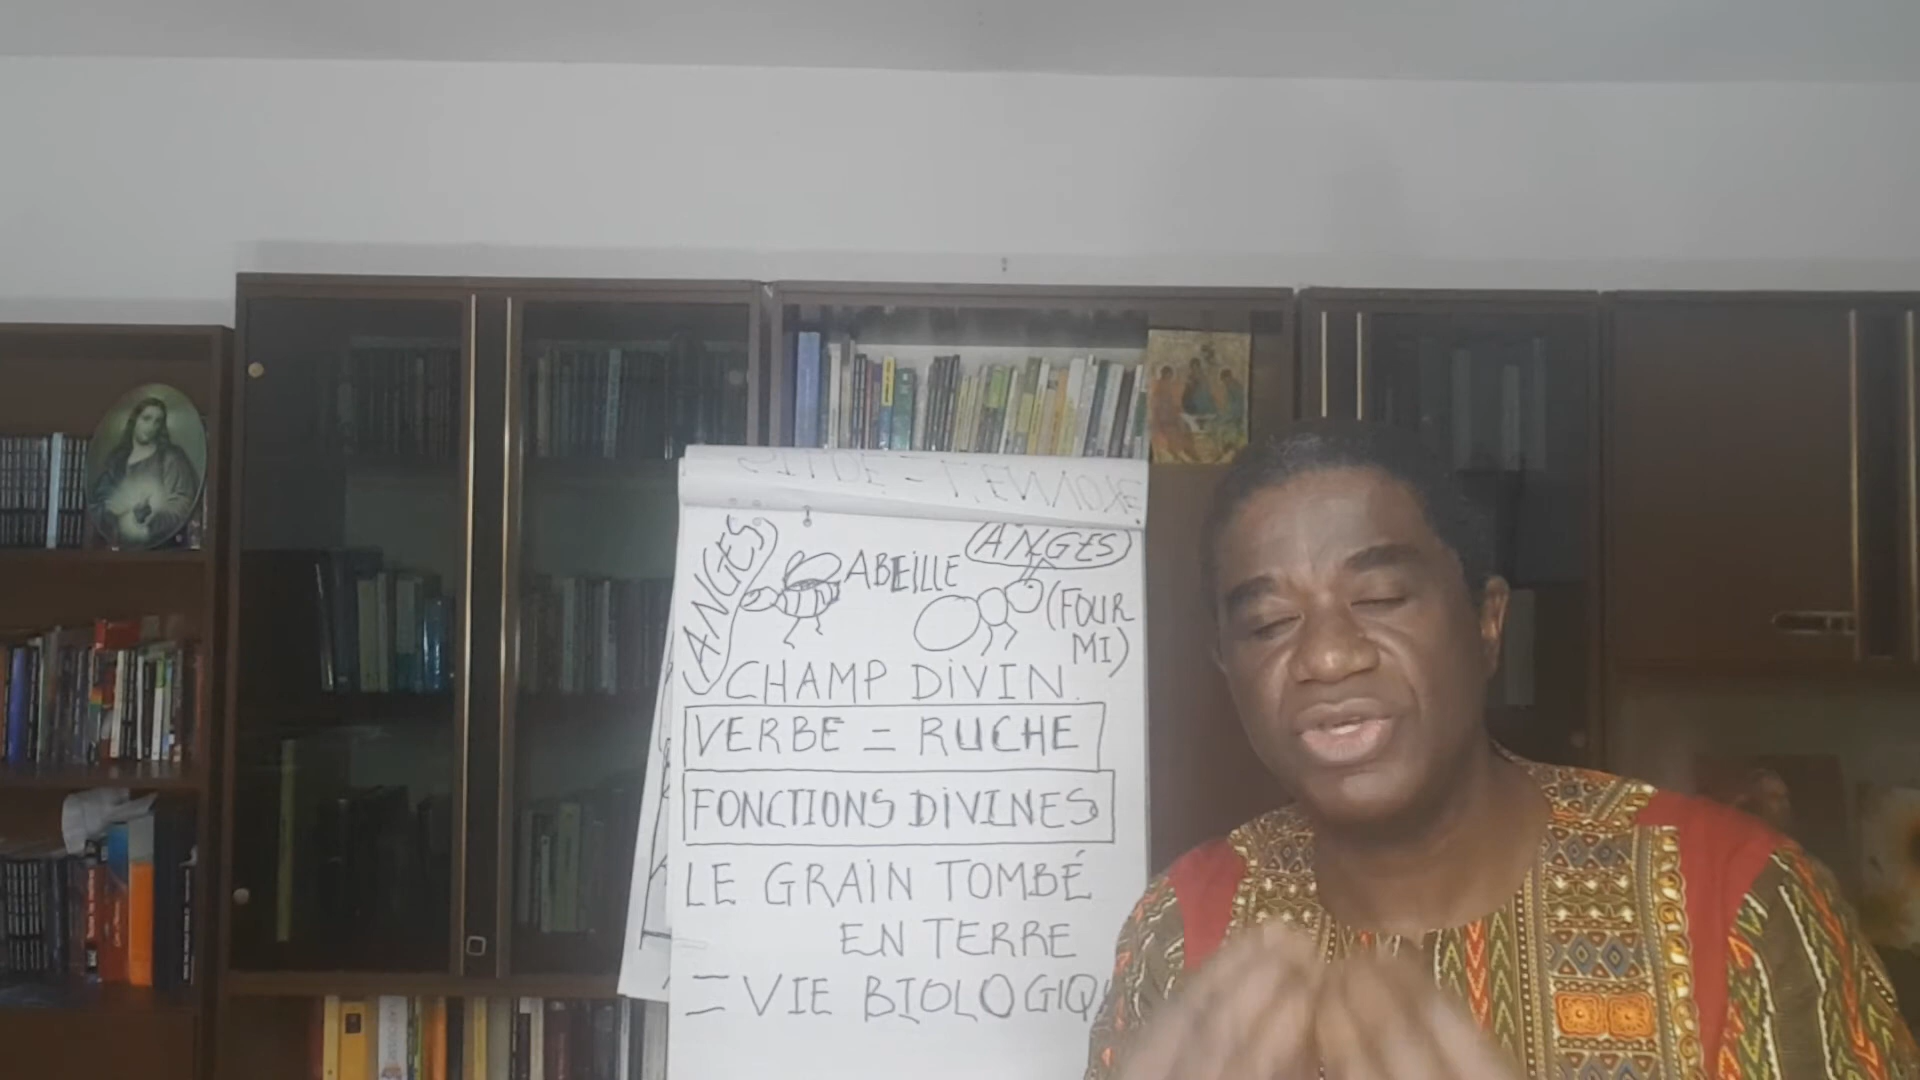 ANGES
ABEILLE
ANGES
(FOUR
MI)
CHAMP DIVIN
VERBE = RUCHE
FONCTIONS DIVINES
LE GRAIN TOMBÉ
EN TERRE
= VIE BIOLOGIQ